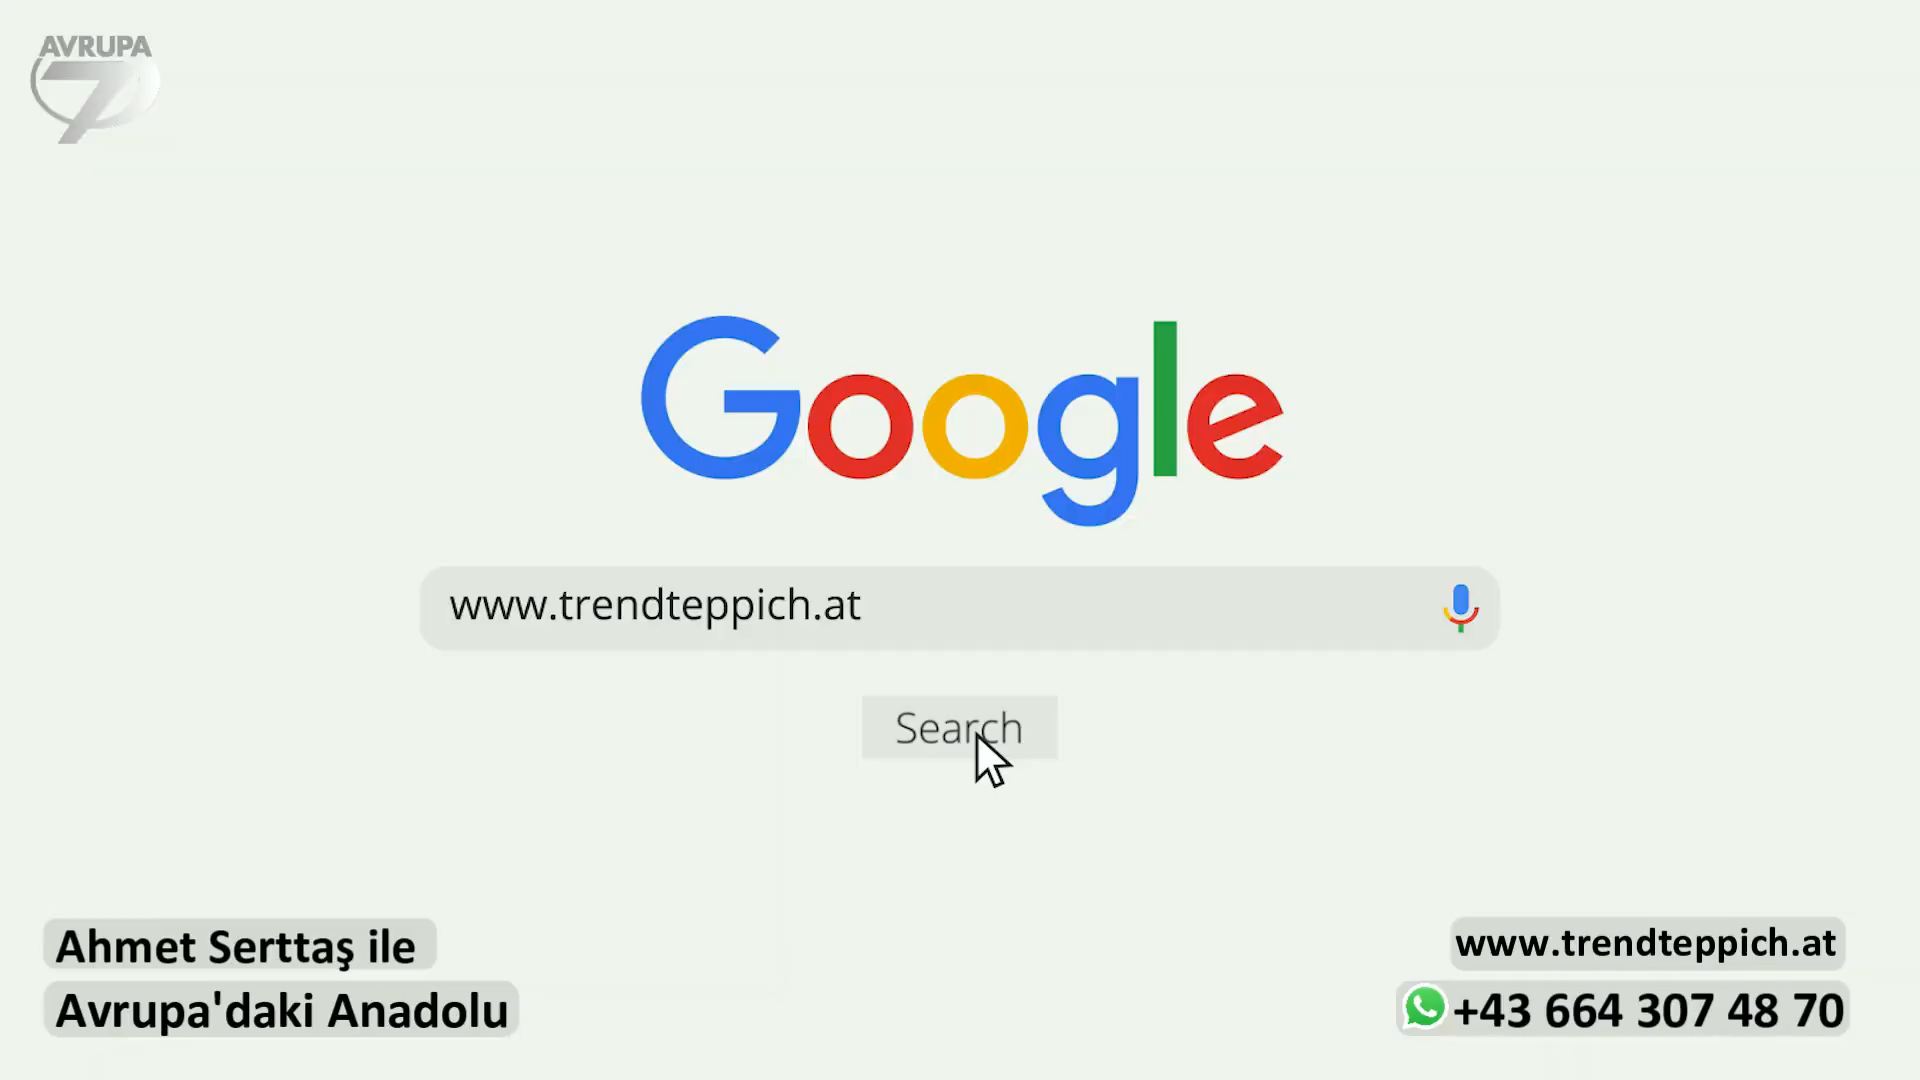 AVRUPA
7
Google
www.trendteppich.at
Search
Ahmet Serttaş ile
Avrupa'daki Anadolu
www.trendteppich.at
+43 664 307 48 70